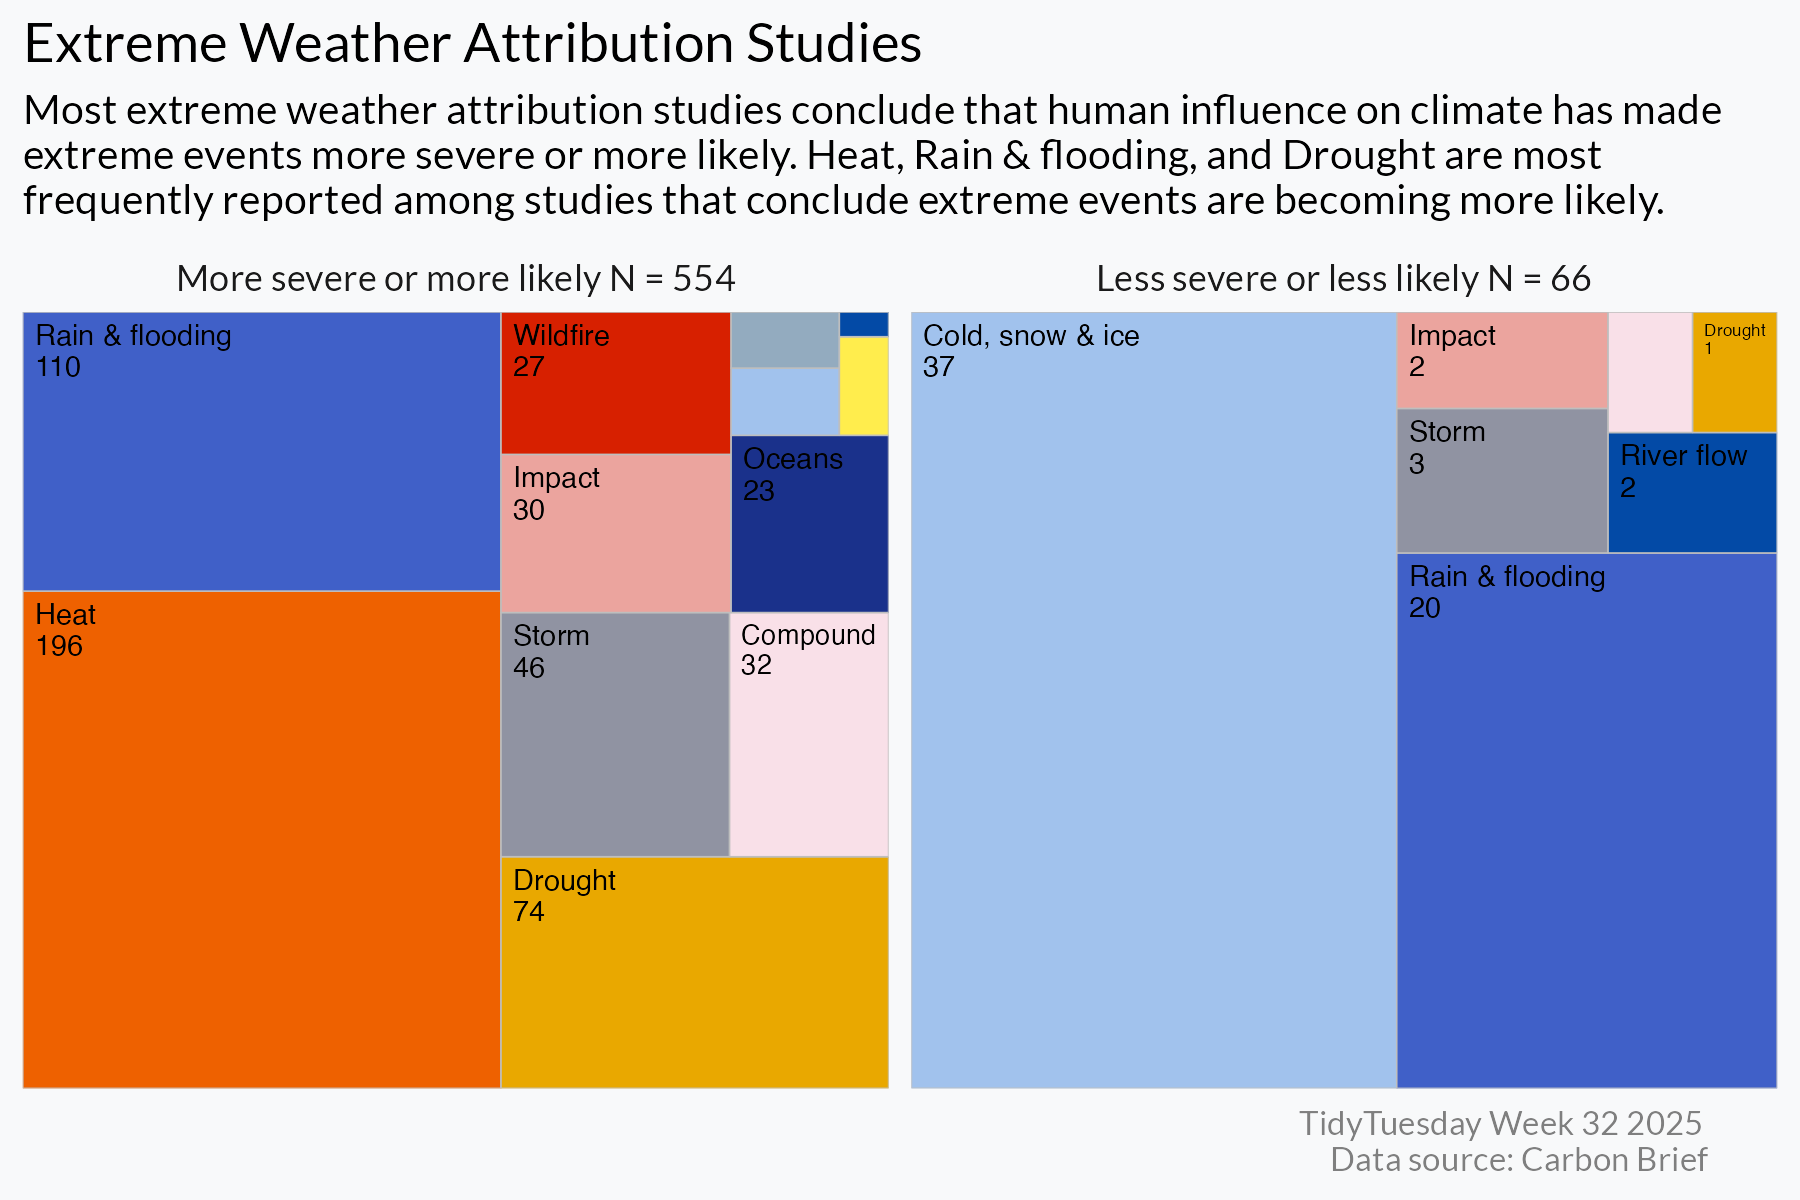 Extreme Weather Attribution Studies
Most extreme weather attribution studies conclude that human influence on climate has made
extreme events more severe or more likely. Heat, Rain & flooding, and Drought are most
frequently reported among studies that conclude extreme events are becoming more likely.
More severe or more likely N = 554
Rain & flooding
110
Wildfire
27
Impact
30
Oceans
23
Heat
196
Storm
46
Compound
32
Drought
74
Less severe or less likely N = 66
Cold, snow & ice
37
Impact
2
Drought
1
Storm
3
River flow
2
Rain & flooding
20
TidyTuesday Week 32 2025
Data source: Carbon Brief